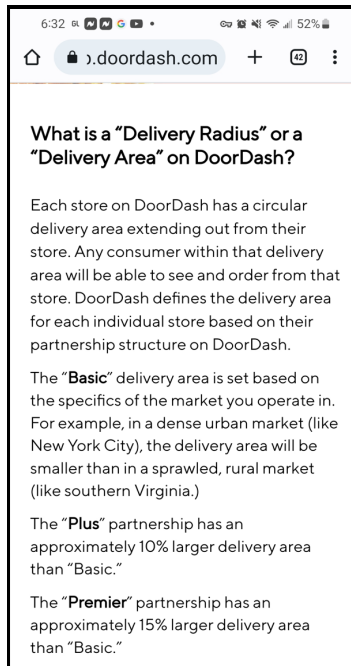 6:32 GL N N G •
52%
ɔ.doordash.com + 42
What is a “Delivery Radius” or a
“Delivery Area” on DoorDash?
Each store on DoorDash has a circular
delivery area extending out from their
store. Any consumer within that delivery
area will be able to see and order from that
store. DoorDash defines the delivery area
for each individual store based on their
partnership structure on DoorDash.
The “Basic” delivery area is set based on
the specifics of the market you operate in.
For example, in a dense urban market (like
New York City), the delivery area will be
smaller than in a sprawled, rural market
(like southern Virginia.)
The “Plus” partnership has an
approximately 10% larger delivery area
than “Basic.”
The “Premier” partnership has an
approximately 15% larger delivery area
than “Basic.”